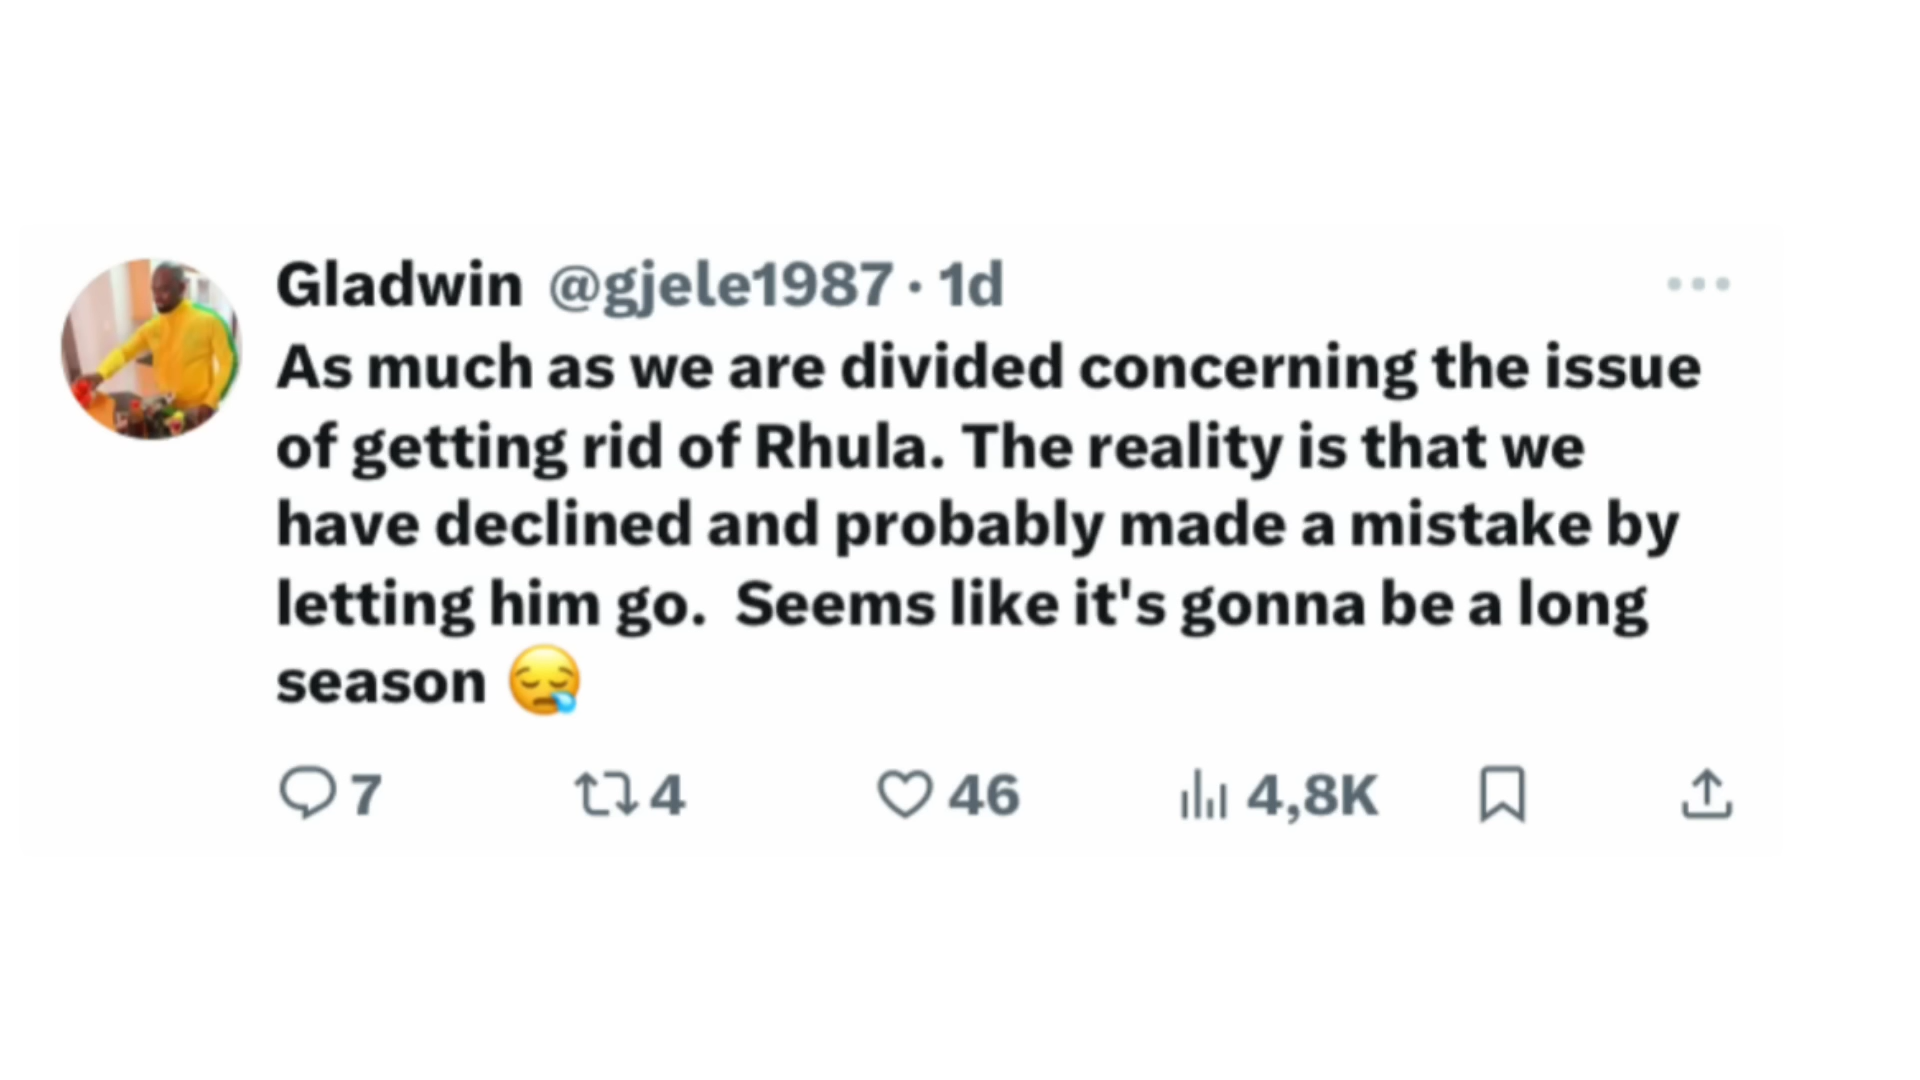 Gladwin @gjele1987 · 1d
As much as we are divided concerning the issue
of getting rid of Rhula. The reality is that we
have declined and probably made a mistake by
letting him go.  Seems like it's gonna be a long
season 😪
7 4 46 4,8K